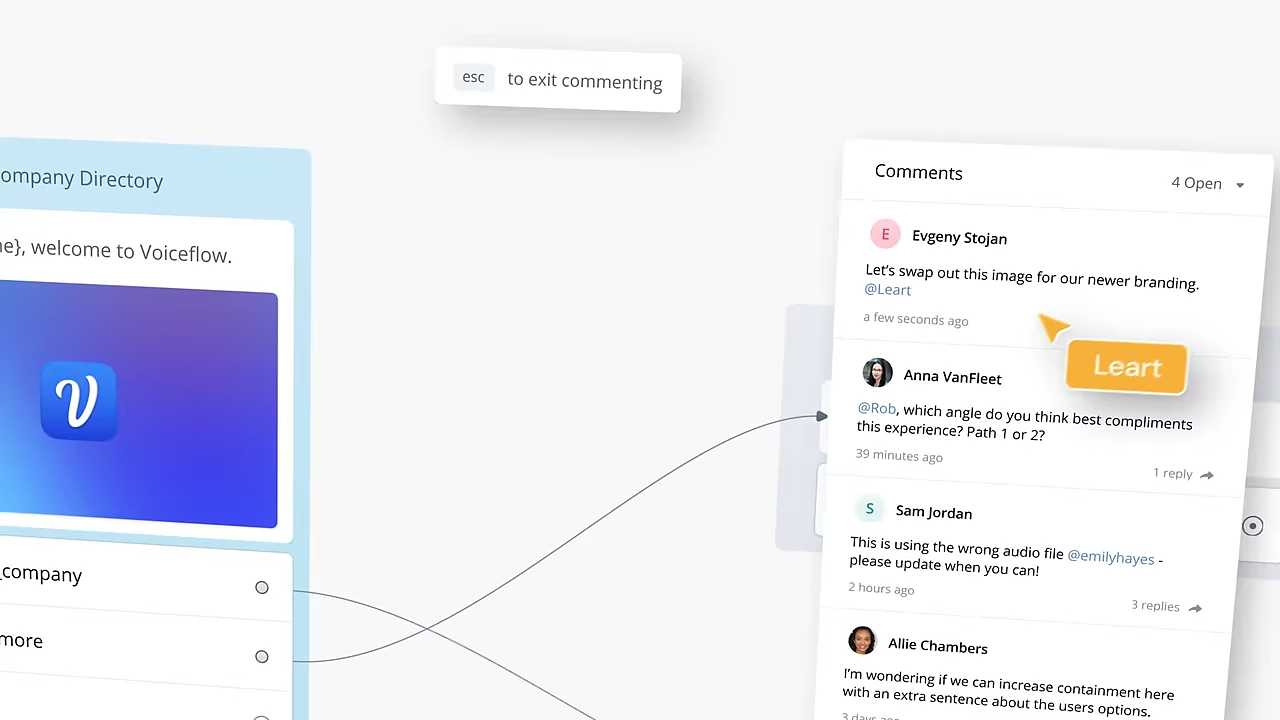 esc to exit commenting
ompany Directory
e}, welcome to Voiceflow.
V
_company
more
Comments
4 Open
E
Evgeny Stojan
Let’s swap out this image for our newer branding.
@Leart
a few seconds ago
Leart
Anna VanFleet
@Rob, which angle do you think best compliments
this experience? Path 1 or 2?
39 minutes ago
1 reply
S
Sam Jordan
This is using the wrong audio file @emilyhayes -
please update when you can!
2 hours ago
3 replies
Allie Chambers
I’m wondering if we can increase containment here
with an extra sentence about the users options.
3 days ago